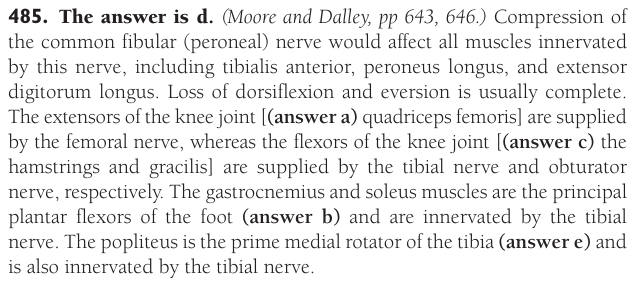 485. The answer is d. (Moore and Dalley, pp 643, 646.) Compression of
the common fibular (peroneal) nerve would affect all muscles innervated
by this nerve, including tibialis anterior, peroneus longus, and extensor
digitorum longus. Loss of dorsiflexion and eversion is usually complete.
The extensors of the knee joint [(answer a) quadriceps femoris] are supplied
by the femoral nerve, whereas the flexors of the knee joint [(answer c) the
hamstrings and gracilis] are supplied by the tibial nerve and obturator
nerve, respectively. The gastrocnemius and soleus muscles are the principal
plantar flexors of the foot (answer b) and are innervated by the tibial
nerve. The popliteus is the prime medial rotator of the tibia (answer e) and
is also innervated by the tibial nerve.